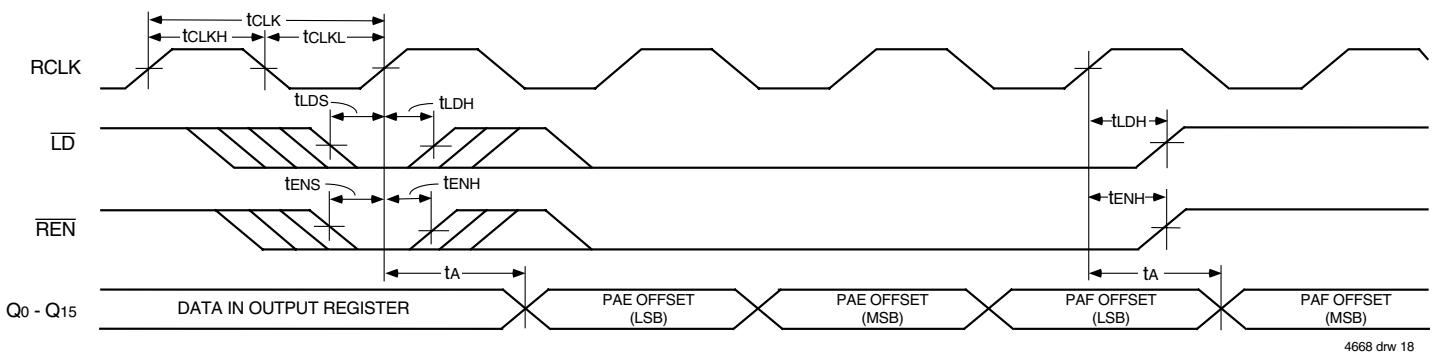 tCLK
tCLKH
tCLKL
RCLK
tLDS
tLDH
tLDH
LD
tENS
tENH
tENH
REN
tA
tA
Q0 - Q15
DATA IN OUTPUT REGISTER
PAE OFFSET
(LSB)
PAE OFFSET
(MSB)
PAF OFFSET
(LSB)
PAF OFFSET
(MSB)
4668 drw 18